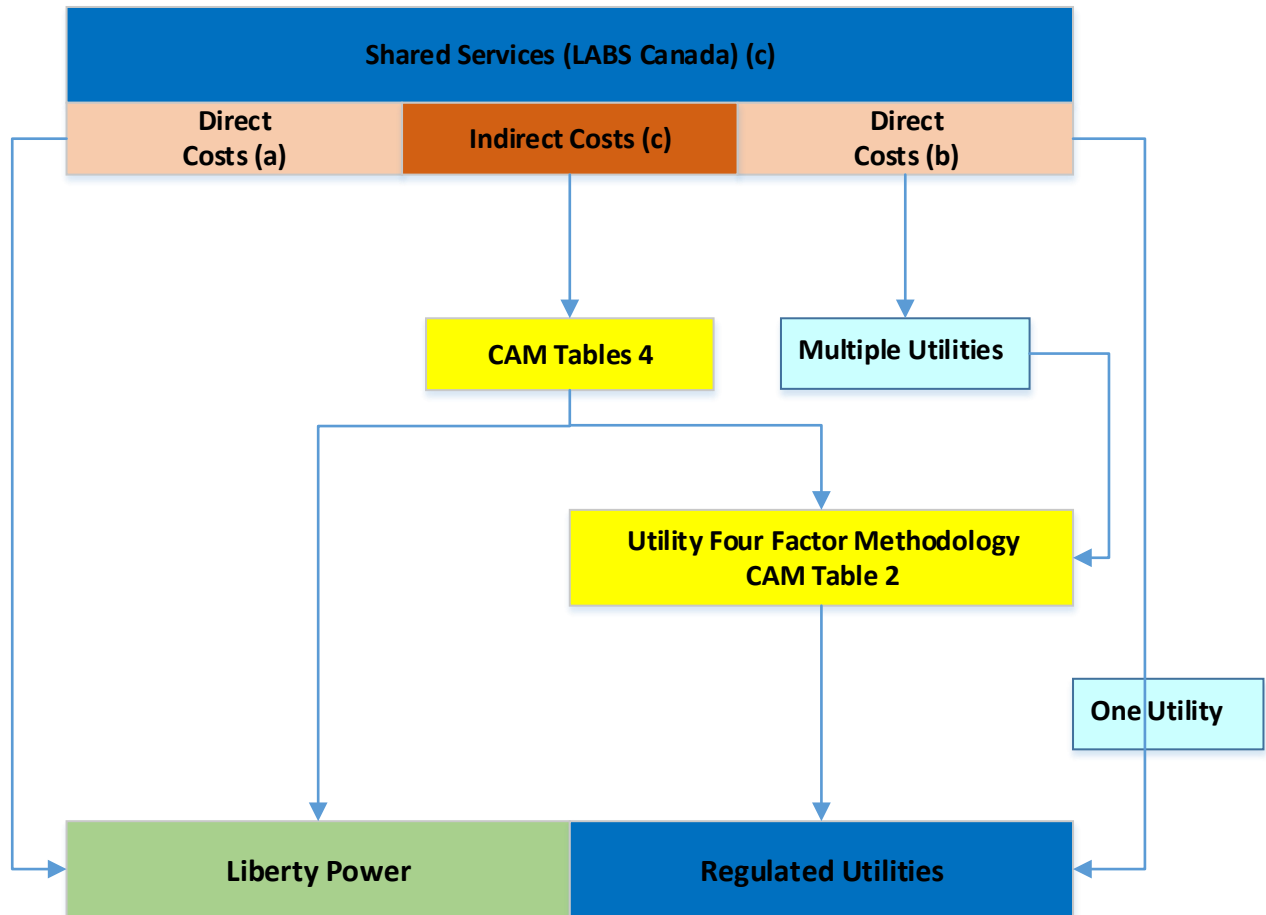 Shared Services (LABS Canada) (c)
Direct
Costs (a)
Indirect Costs (c)
Direct
Costs (b)
CAM Tables 4
Multiple Utilities
Utility Four Factor Methodology
CAM Table 2
One Utility
Liberty Power
Regulated Utilities